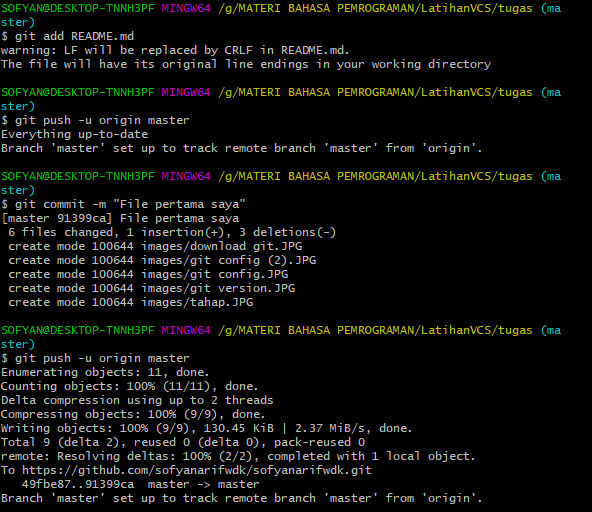 SOFYAN@DESKTOP-TNNH3PF MINGW64 /g/MATERI BAHASA PEMROGRAMAN/LatihanVCS/tugas (ma
ster)
$ git add README.md
warning: LF will be replaced by CRLF in README.md.
The file will have its original line endings in your working directory
SOFYAN@DESKTOP-TNNH3PF MINGW64 /g/MATERI BAHASA PEMROGRAMAN/LatihanVCS/tugas (ma
ster)
$ git push -u origin master
Everything up-to-date
Branch 'master' set up to track remote branch 'master' from 'origin'.
SOFYAN@DESKTOP-TNNH3PF MINGW64 /g/MATERI BAHASA PEMROGRAMAN/LatihanVCS/tugas (ma
ster)
$ git commit -m "File pertama saya"
[master 91399ca] File pertama saya
 6 files changed, 1 insertion(+), 3 deletions(-)
 create mode 100644 images/download git.JPG
 create mode 100644 images/git config (2).JPG
 create mode 100644 images/git config.JPG
 create mode 100644 images/git version.JPG
 create mode 100644 images/tahap.JPG
SOFYAN@DESKTOP-TNNH3PF MINGW64 /g/MATERI BAHASA PEMROGRAMAN/LatihanVCS/tugas (ma
ster)
$ git push -u origin master
Enumerating objects: 11, done.
Counting objects: 100% (11/11), done.
Delta compression using up to 2 threads
Compressing objects: 100% (9/9), done.
Writing objects: 100% (9/9), 130.45 KiB | 2.37 MiB/s, done.
Total 9 (delta 2), reused 0 (delta 0), pack-reused 0
remote: Resolving deltas: 100% (2/2), completed with 1 local object.
To https://github.com/sofyanarifwdk/sofyanarifwdk.git
   49fbe87..91399ca  master -> master
Branch 'master' set up to track remote branch 'master' from 'origin'.